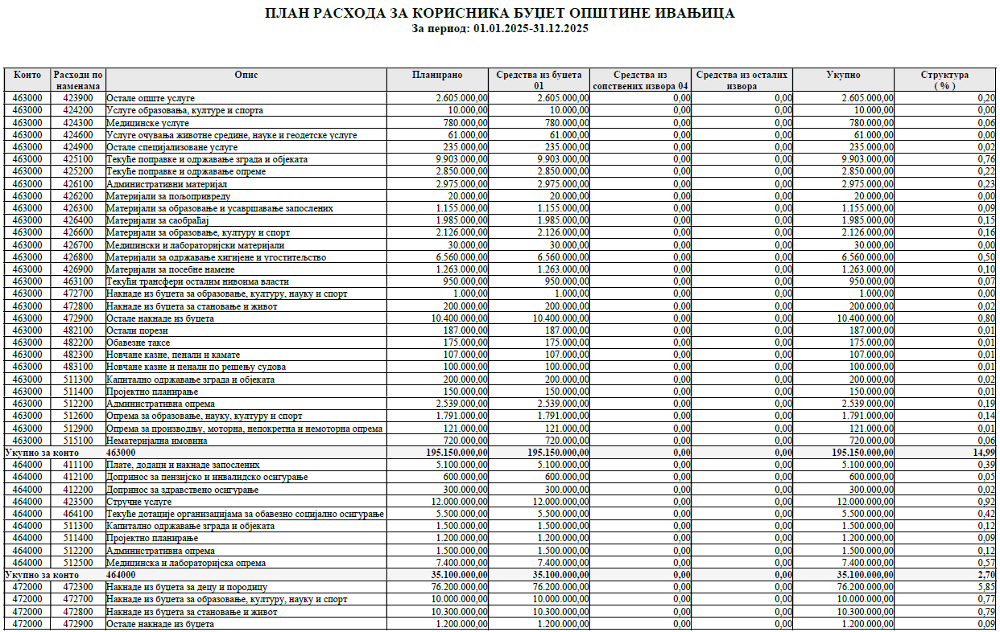 ПЛАН РАСХОДА ЗА КОРИСНИКА БУЏЕТ ОПШТИНЕ ИВАЊИЦА
За период: 01.01.2025-31.12.2025
Конто Расходи по наменама Опис Планирано Средства из буџета 01 Средства из сопствених извора 04 Средства из осталих извора Укупно Структура ( % )
463000 423900 Остале опште услуге 2.605.000,00 2.605.000,00 0,00 0,00 2.605.000,00 0,20
463000 424200 Услуге образовања, културе и спорта 10.000,00 10.000,00 0,00 0,00 10.000,00 0,00
463000 424300 Медицинске услуге 780.000,00 780.000,00 0,00 0,00 780.000,00 0,06
463000 424600 Услуге очувања животне средине, науке и геодетске услуге 61.000,00 61.000,00 0,00 0,00 61.000,00 0,00
463000 424900 Остале специјализоване услуге 235.000,00 235.000,00 0,00 0,00 235.000,00 0,02
463000 425100 Текуће поправке и одржавање зграда и објеката 9.903.000,00 9.903.000,00 0,00 0,00 9.903.000,00 0,76
463000 425200 Текуће поправке и одржавање опреме 2.850.000,00 2.850.000,00 0,00 0,00 2.850.000,00 0,22
463000 426100 Административни материјал 2.975.000,00 2.975.000,00 0,00 0,00 2.975.000,00 0,23
463000 426200 Материјали за пољопривреду 20.000,00 20.000,00 0,00 0,00 20.000,00 0,00
463000 426300 Материјали за образовање и усавршавање запослених 1.155.000,00 1.155.000,00 0,00 0,00 1.155.000,00 0,09
463000 426400 Материјали за саобраћај 1.985.000,00 1.985.000,00 0,00 0,00 1.985.000,00 0,15
463000 426600 Материјали за образовање, културу и спорт 2.126.000,00 2.126.000,00 0,00 0,00 2.126.000,00 0,16
463000 426700 Медицински и лабораторијски материјали 30.000,00 30.000,00 0,00 0,00 30.000,00 0,00
463000 426800 Материјали за одржавање хигијене и угоститељство 6.560.000,00 6.560.000,00 0,00 0,00 6.560.000,00 0,50
463000 426900 Материјали за посебне намене 1.263.000,00 1.263.000,00 0,00 0,00 1.263.000,00 0,10
463000 463100 Текући трансфери осталим нивоима власти 950.000,00 950.000,00 0,00 0,00 950.000,00 0,07
463000 472700 Накнаде из буџета за образовање, културу, науку и спорт 1.000,00 1.000,00 0,00 0,00 1.000,00 0,00
463000 472800 Накнаде из буџета за становање и живот 200.000,00 200.000,00 0,00 0,00 200.000,00 0,02
463000 472900 Остале накнаде из буџета 10.400.000,00 10.400.000,00 0,00 0,00 10.400.000,00 0,80
463000 482100 Остали порези 187.000,00 187.000,00 0,00 0,00 187.000,00 0,01
463000 482200 Обавезне таксе 175.000,00 175.000,00 0,00 0,00 175.000,00 0,01
463000 482300 Новчане казне, пенали и камате 107.000,00 107.000,00 0,00 0,00 107.000,00 0,01
463000 483100 Новчане казне и пенали по решењу судова 100.000,00 100.000,00 0,00 0,00 100.000,00 0,01
463000 511300 Капитално одржавање зграда и објеката 200.000,00 200.000,00 0,00 0,00 200.000,00 0,02
463000 511400 Пројектно планирање 150.000,00 150.000,00 0,00 0,00 150.000,00 0,01
463000 512200 Административна опрема 2.539.000,00 2.539.000,00 0,00 0,00 2.539.000,00 0,19
463000 512600 Опрема за образовање, науку, културу и спорт 1.791.000,00 1.791.000,00 0,00 0,00 1.791.000,00 0,14
463000 512900 Опрема за производњу, моторна, непокретна и немоторна опрема 121.000,00 121.000,00 0,00 0,00 121.000,00 0,01
463000 515100 Нематеријална имовина 720.000,00 720.000,00 0,00 0,00 720.000,00 0,06
Укупно за конто 463000 195.150.000,00 195.150.000,00 0,00 0,00 195.150.000,00 14,99
464000 411100 Плате, додаци и накнаде запослених 5.100.000,00 5.100.000,00 0,00 0,00 5.100.000,00 0,39
464000 412100 Допринос за пензијско и инвалидско осигурање 600.000,00 600.000,00 0,00 0,00 600.000,00 0,05
464000 412200 Допринос за здравствено осигурање 300.000,00 300.000,00 0,00 0,00 300.000,00 0,02
464000 423500 Стручне услуге 12.000.000,00 12.000.000,00 0,00 0,00 12.000.000,00 0,92
464000 464100 Текуће дотације организацијама за обавезно социјално осигурање 5.500.000,00 5.500.000,00 0,00 0,00 5.500.000,00 0,42
464000 511300 Капитално одржавање зграда и објеката 1.500.000,00 1.500.000,00 0,00 0,00 1.500.000,00 0,12
464000 511400 Пројектно планирање 1.200.000,00 1.200.000,00 0,00 0,00 1.200.000,00 0,09
464000 512200 Административна опрема 1.500.000,00 1.500.000,00 0,00 0,00 1.500.000,00 0,12
464000 512500 Медицинска и лабораторијска опрема 7.400.000,00 7.400.000,00 0,00 0,00 7.400.000,00 0,57
Укупно за конто 464000 35.100.000,00 35.100.000,00 0,00 0,00 35.100.000,00 2,70
472000 472300 Накнаде из буџета за децу и породицу 76.200.000,00 76.200.000,00 0,00 0,00 76.200.000,00 5,85
472000 472700 Накнаде из буџета за образовање, културу, науку и спорт 10.000.000,00 10.000.000,00 0,00 0,00 10.000.000,00 0,77
472000 472800 Накнаде из буџета за становање и живот 10.300.000,00 10.300.000,00 0,00 0,00 10.300.000,00 0,79
472000 472900 Остале накнаде из буџета 1.200.000,00 1.200.000,00 0,00 0,00 1.200.000,00 0,09